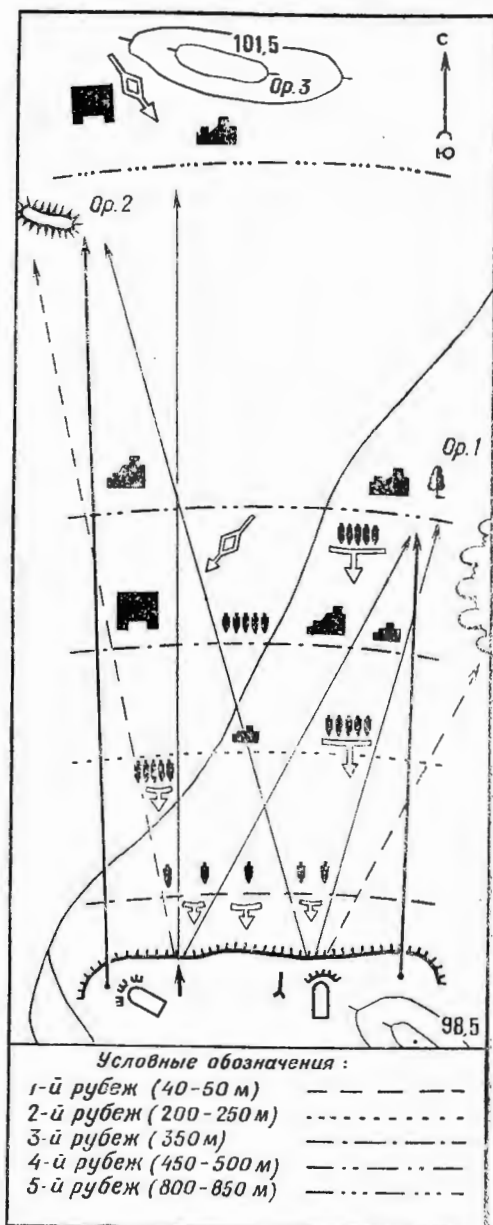 101,5
Ор. 3
С
Ю
Ор. 2
Ор. 1
98,5
Условные обозначения :
1-й рубеж (40-50 м)
2-й рубеж (200-250 м)
3-й рубеж (350 м)
4-й рубеж (450-500 м)
5-й рубеж (800-850 м)